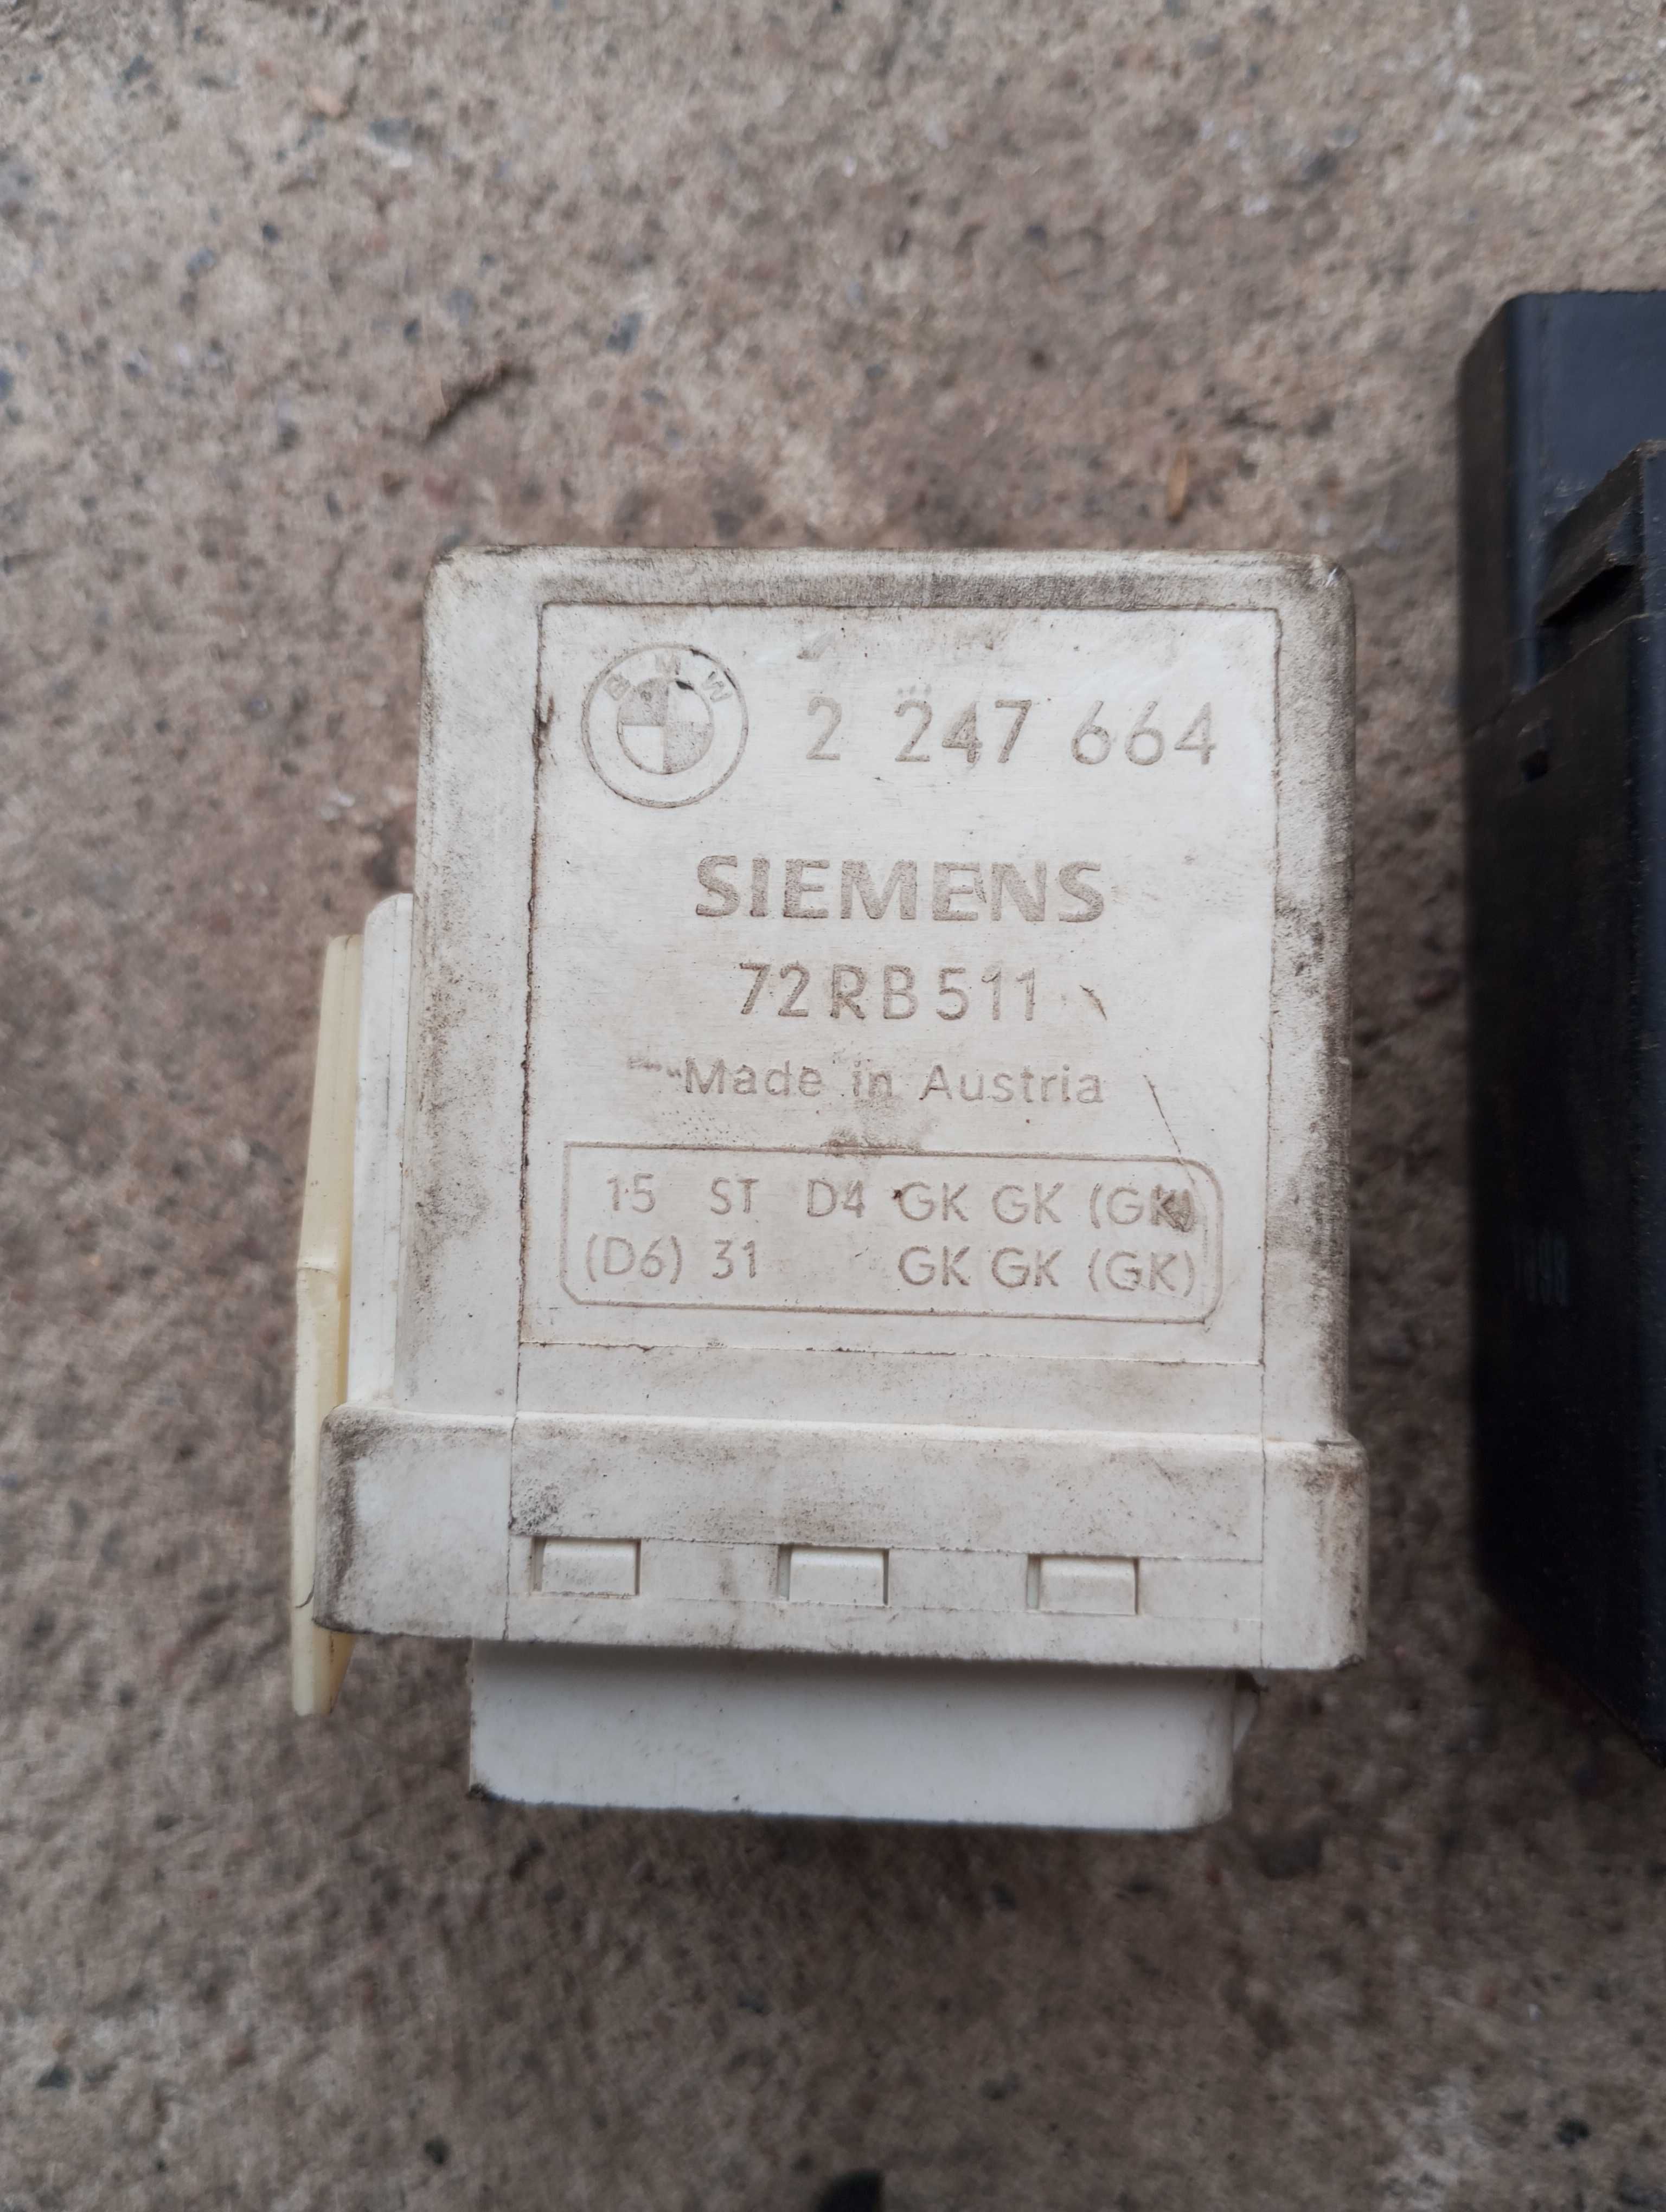 BMW
2 247 664
SIEMENS
72RB511
Made in Austria
15 ST D4 GK GK (GK)
(D6) 31 GK GK (GK)